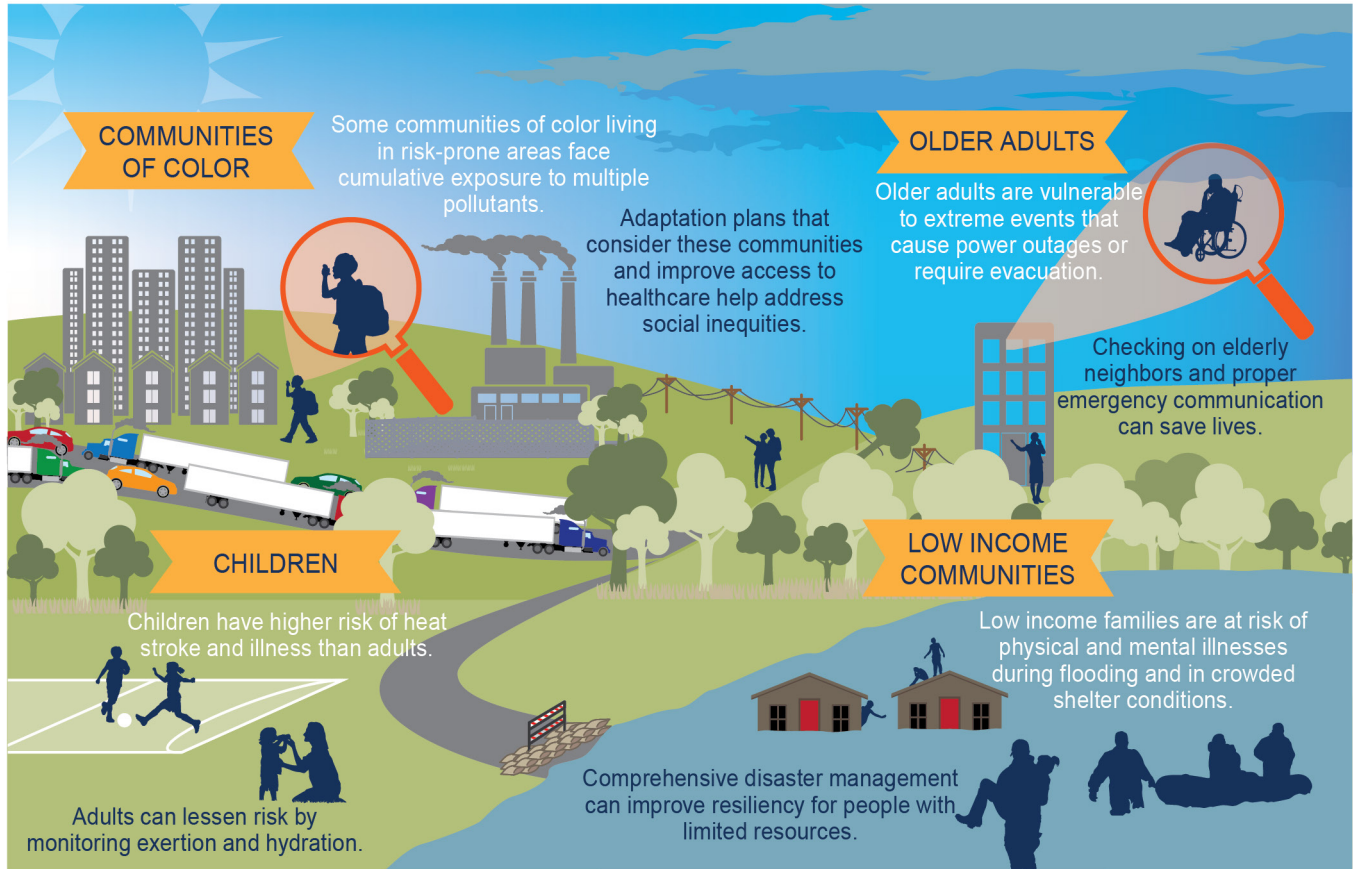 COMMUNITIES
OF COLOR
Some communities of color living
in risk-prone areas face
cumulative exposure to multiple
pollutants.
Adaptation plans that
consider these communities
and improve access to
healthcare help address
social inequities.
OLDER ADULTS
Older adults are vulnerable
to extreme events that
cause power outages or
require evacuation.
Checking on elderly
neighbors and proper
emergency communication
can save lives.
CHILDREN
Children have higher risk of heat
stroke and illness than adults.
Adults can lessen risk by
monitoring exertion and hydration.
LOW INCOME
COMMUNITIES
Low income families are at risk of
physical and mental illnesses
during flooding and in crowded
shelter conditions.
Comprehensive disaster management
can improve resiliency for people with
limited resources.